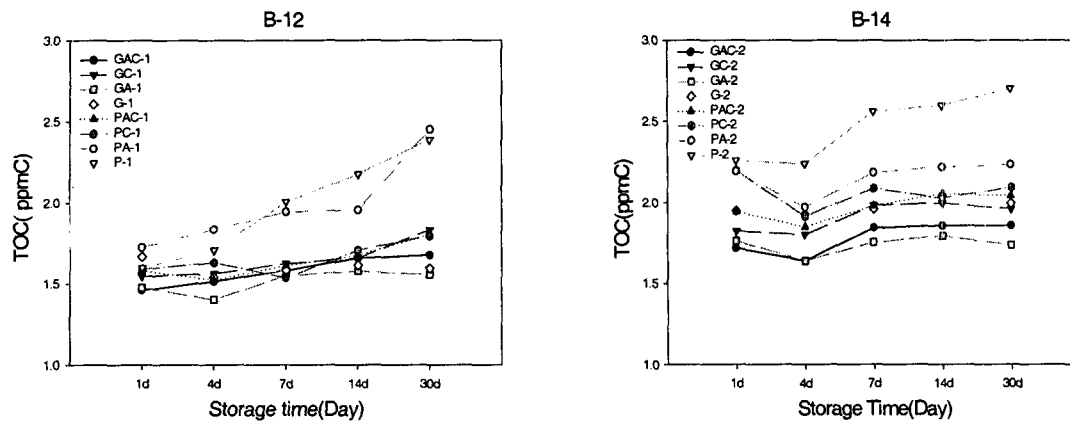 B-12
3.0
2.5
2.0
1.5
1.0
TOC( ppmC)
GAC-1
GC-1
GA-1
G-1
PAC-1
PC-1
PA-1
P-1
1d
4d
7d
14d
30d
Storage time(Day)
B-14
3.0
2.5
2.0
1.5
1.0
TOC(ppmC)
GAC-2
GC-2
GA-2
G-2
PAC-2
PC-2
PA-2
P-2
1d
4d
7d
14d
30d
Storage Time(Day)